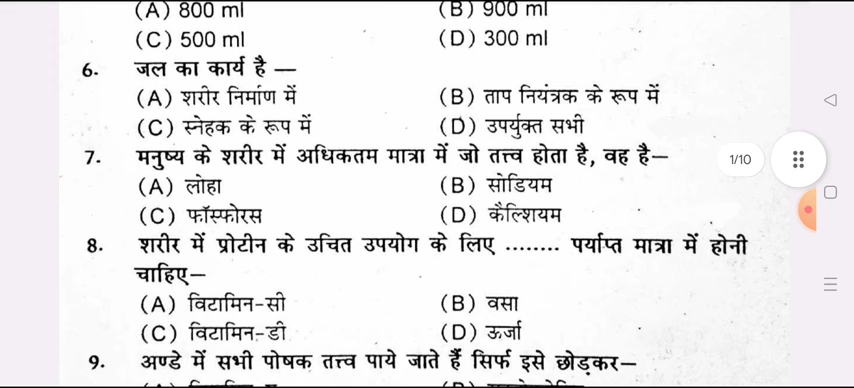 (A) 800 ml (B) 900 ml
(C) 500 ml (D) 300 ml
6. जल का कार्य है —
(A) शरीर निर्माण में (B) ताप नियंत्रक के रूप में
(C) स्नेहक के रूप में (D) उपर्युक्त सभी
7. मनुष्य के शरीर में अधिकतम मात्रा में जो तत्त्व होता है, वह है—
1/10
(A) लोहा (B) सोडियम
(C) फॉस्फोरस (D) कैल्शियम
8. शरीर में प्रोटीन के उचित उपयोग के लिए ........ पर्याप्त मात्रा में होनी
चाहिए—
(A) विटामिन-सी (B) वसा
(C) विटामिन-डी (D) ऊर्जा
9. अण्डे में सभी पोषक तत्त्व पाये जाते हैं सिर्फ इसे छोड़कर—